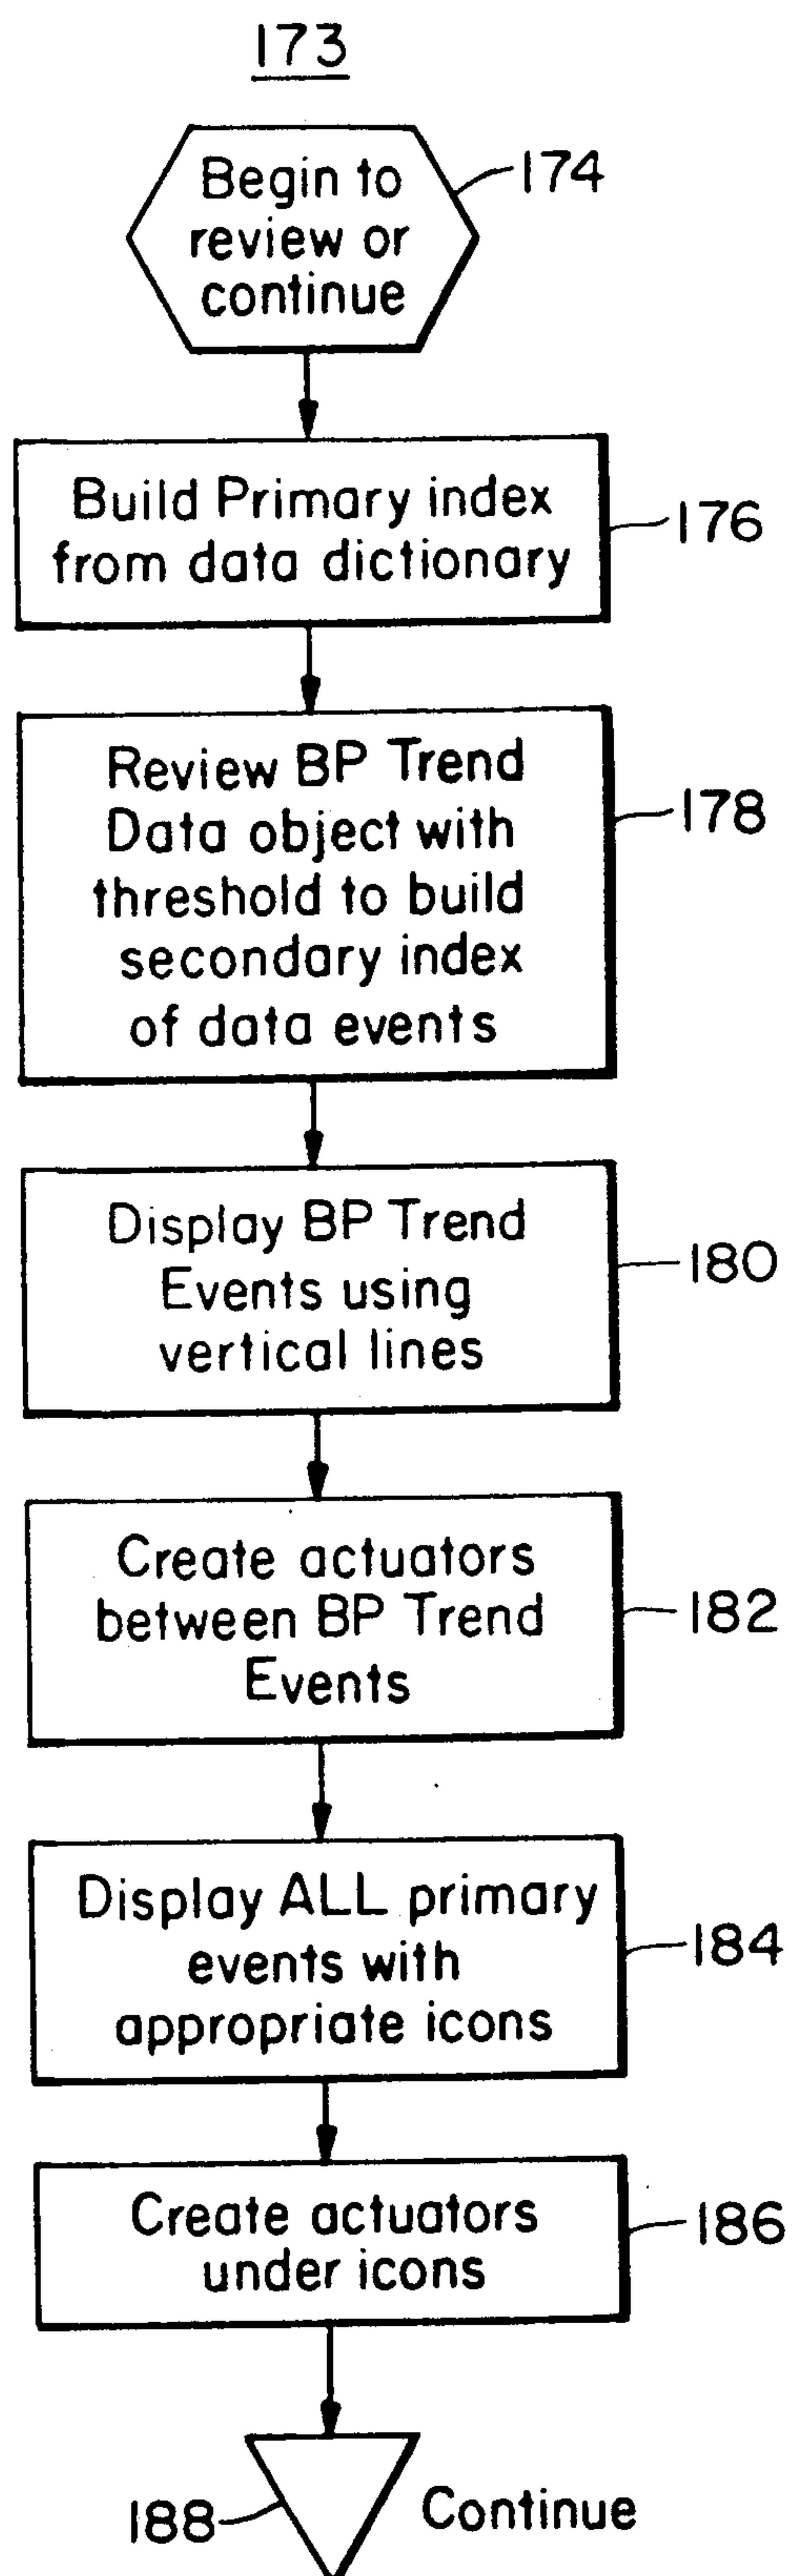 173
Begin to
review or
continue
174
Build Primary index
from data dictionary
176
Review BP Trend
Data object with
threshold to build
secondary index
of data events
178
Display BP Trend
Events using
vertical lines
180
Create actuators
between BP Trend
Events
182
Display ALL primary
events with
appropriate icons
184
Create actuators
under icons
186
188
Continue